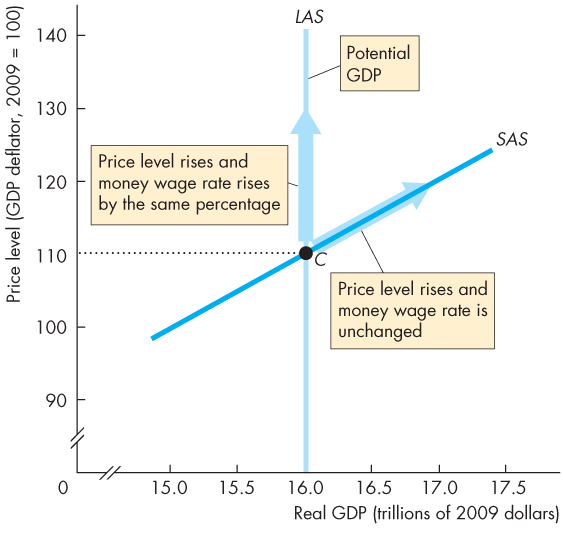 Price level (GDP deflator, 2009 = 100)
LAS
140
Potential
GDP
130
SAS
Price level rises and
money wage rate rises
by the same percentage
120
110
C
Price level rises and
money wage rate is
unchanged
100
90
0
15.0
15.5
16.0
16.5
17.0
17.5
Real GDP (trillions of 2009 dollars)